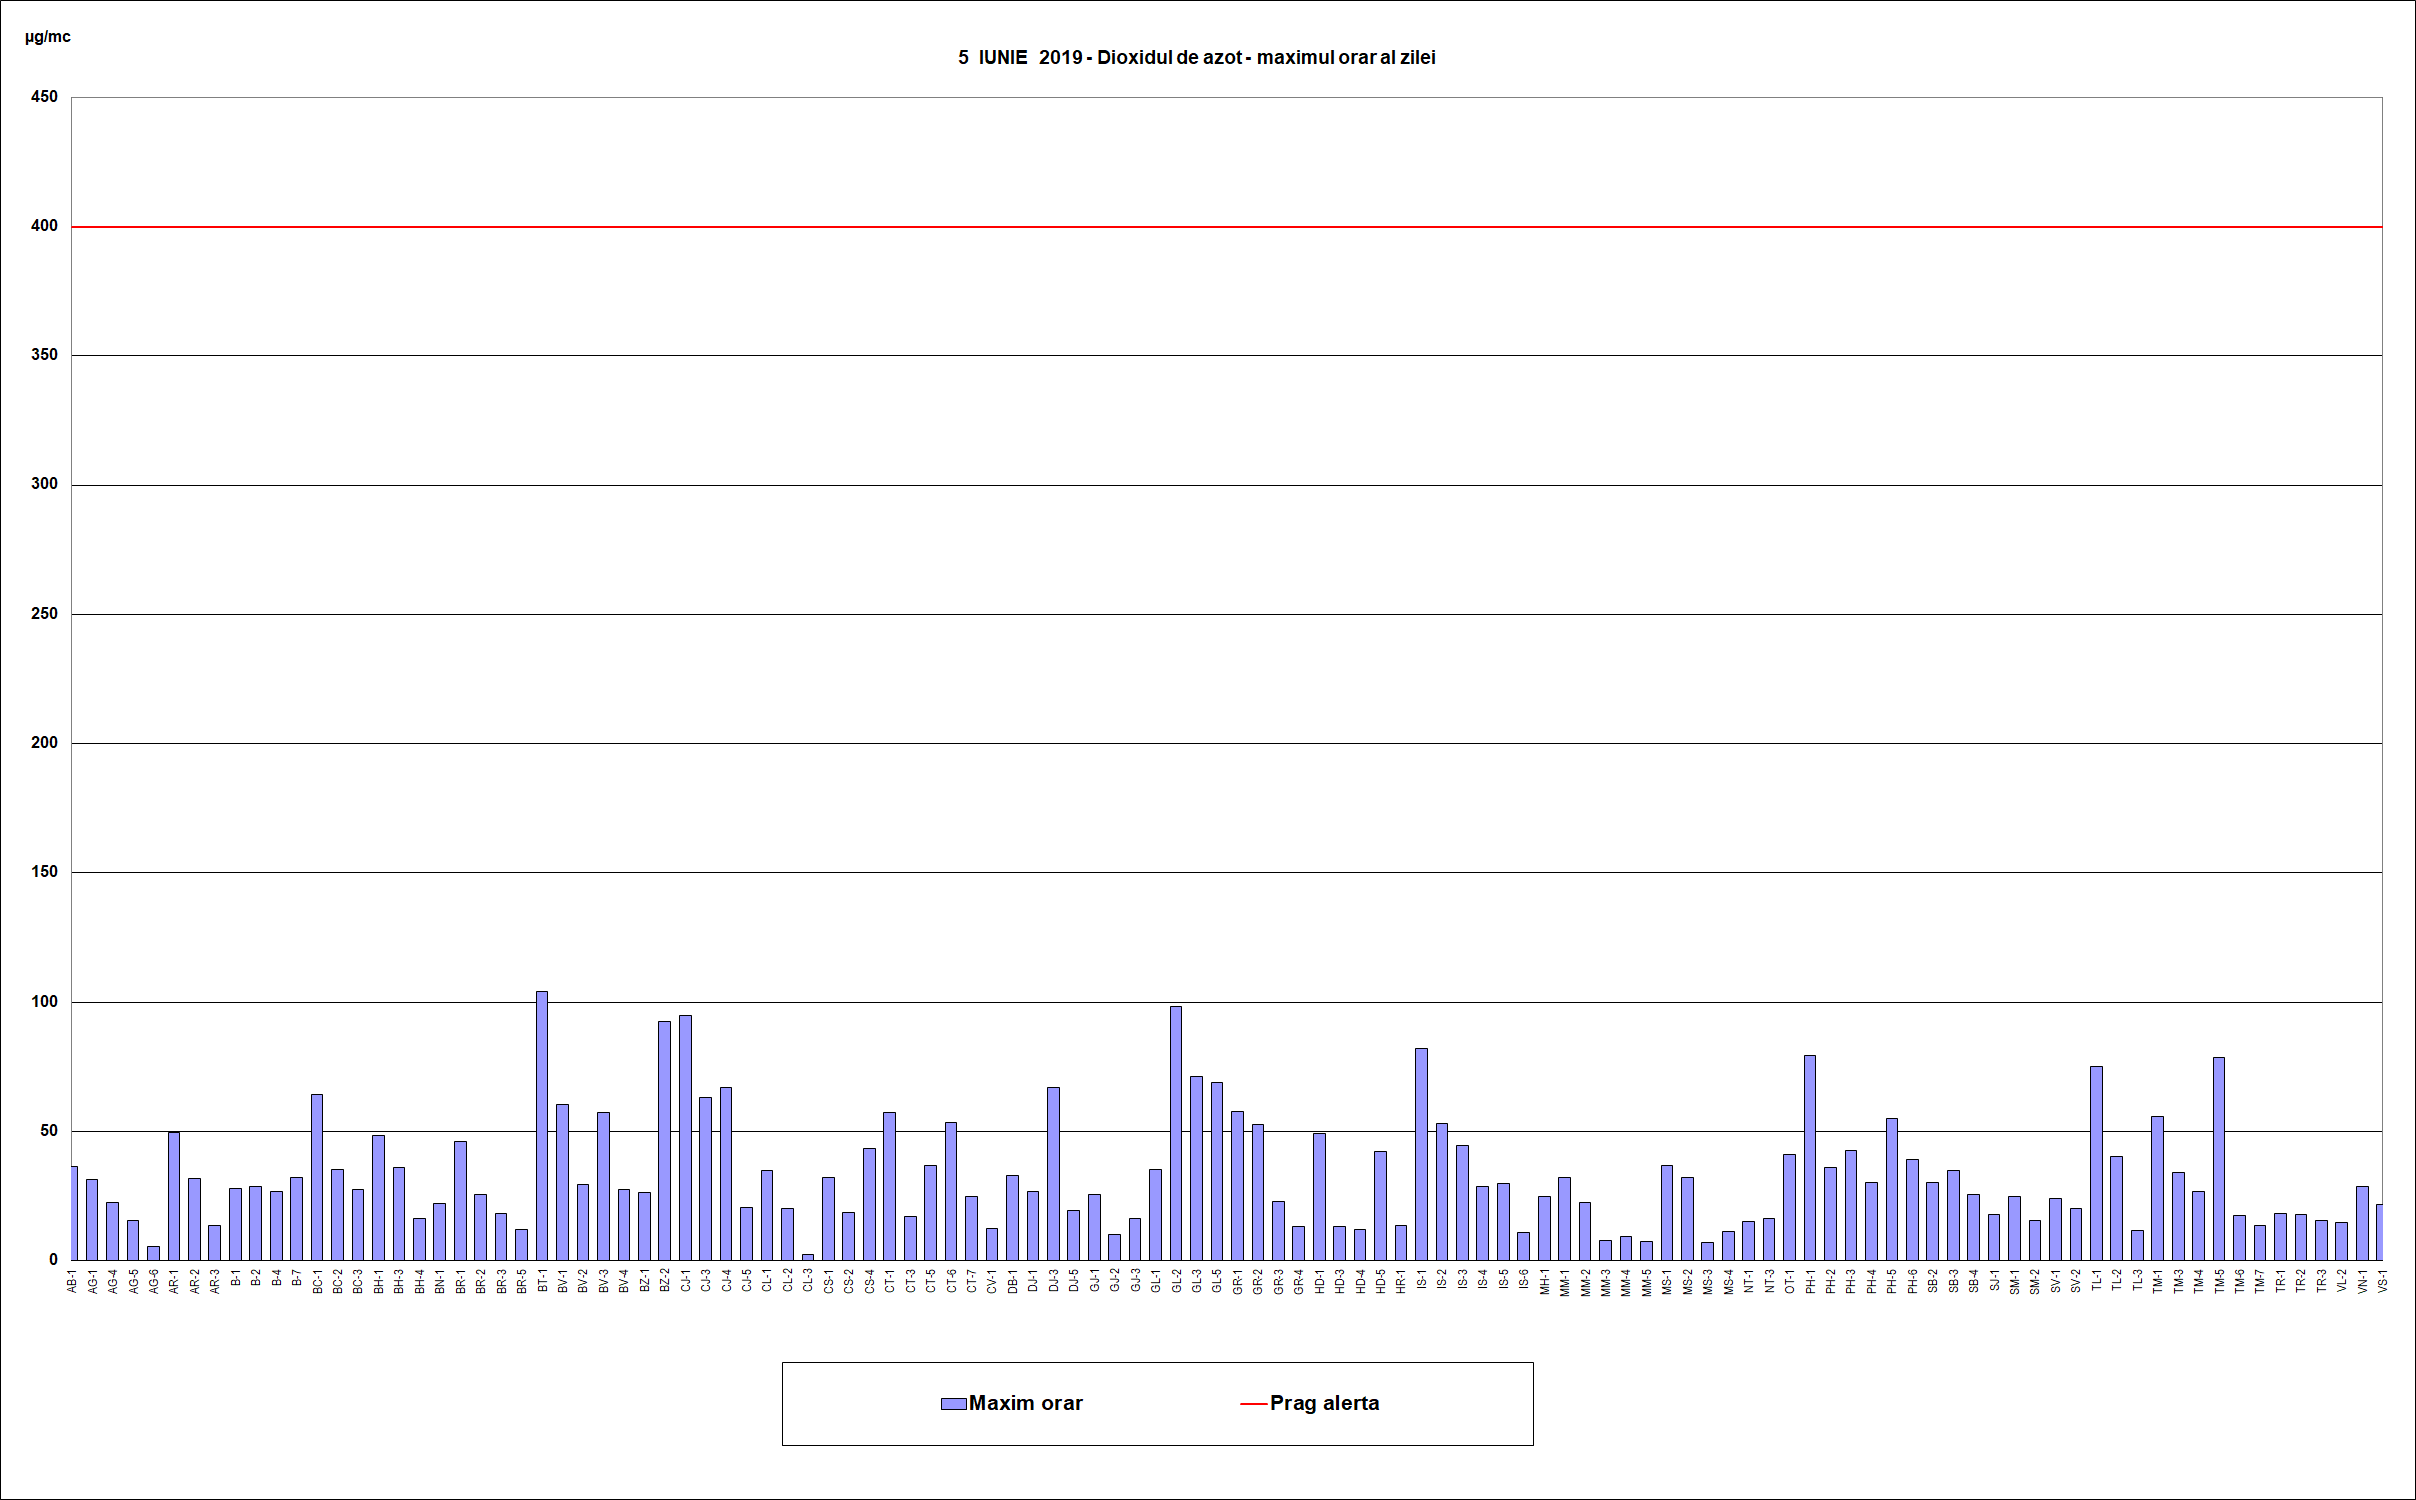 µg/mc
5 IUNIE 2019 - Dioxidul de azot - maximul orar al zilei
450
400
350
300
250
200
150
100
50
0
AB-1 AG-1 AG-4 AG-5 AG-6 AR-1 AR-2 AR-3 B-1 B-2 B-4 B-7 BC-1 BC-2 BC-3 BH-1 BH-3 BH-4 BN-1 BR-1 BR-2 BR-3 BR-5 BT-1 BV-1 BV-2 BV-3 BV-4 BZ-1 BZ-2 CJ-1 CJ-3 CJ-4 CJ-5 CL-1 CL-2 CL-3 CS-1 CS-2 CS-4 CT-1 CT-3 CT-5 CT-6 CT-7 CV-1 DB-1 DJ-1 DJ-3 DJ-5 GJ-1 GJ-2 GJ-3 GL-1 GL-2 GL-3 GL-5 GR-1 GR-2 GR-3 GR-4 HD-1 HD-3 HD-4 HD-5 HR-1 IS-1 IS-2 IS-3 IS-4 IS-5 IS-6 MH-1 MM-1 MM-2 MM-3 MM-4 MM-5 MS-1 MS-2 MS-3 MS-4 NT-1 NT-3 OT-1 PH-1 PH-2 PH-3 PH-4 PH-5 PH-6 SB-2 SB-3 SB-4 SJ-1 SM-1 SM-2 SV-1 SV-2 TL-1 TL-2 TL-3 TM-1 TM-3 TM-4 TM-5 TM-6 TM-7 TR-1 TR-2 TR-3 VL-2 VN-1 VS-1
Maxim orar Prag alerta